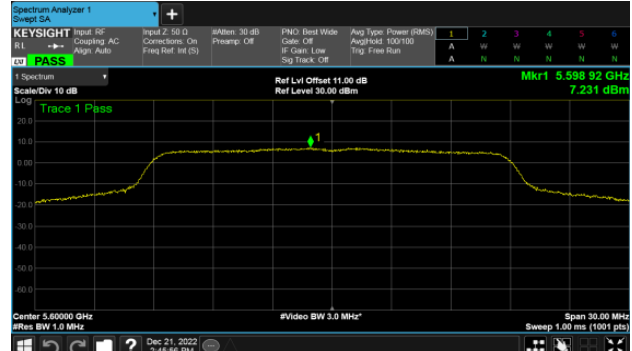 Spectrum Analyzer 1
Swept SA
+
KEYSIGHT Input: RF Input Z: 50 Ω #Atten: 30 dB PNO: Best Wide Avg Type: Power (RMS) 1 2 3 4 5 6
RL Coupling: AC Corrections: On Preamp: Off Gate: Off Avg|Hold: 100/100 A W W W W W
Align: Auto Freq Ref: Int (S) IF Gain: Low Trig: Free Run
LXI PASS Sig Track: Off A N N N N N
1 Spectrum Ref Lvl Offset 11.00 dB Mkr1 5.598 92 GHz
Scale/Div 10 dB Ref Level 30.00 dBm 7.231 dBm
Log
Trace 1 Pass
20.0
10.0
1
0.00
-10.0
-20.0
-30.0
-40.0
-50.0
-60.0
Center 5.60000 GHz #Video BW 3.0 MHz* Span 30.00 MHz
#Res BW 1.0 MHz Sweep 1.00 ms (1001 pts)
? Dec 21, 2022